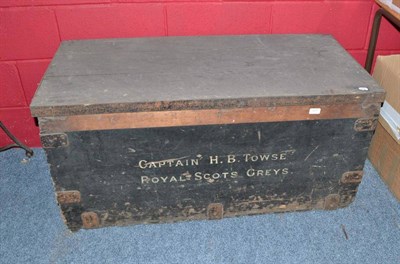 CAPTAIN H.B. TOWSE
ROYAL-SCOTS GREYS.